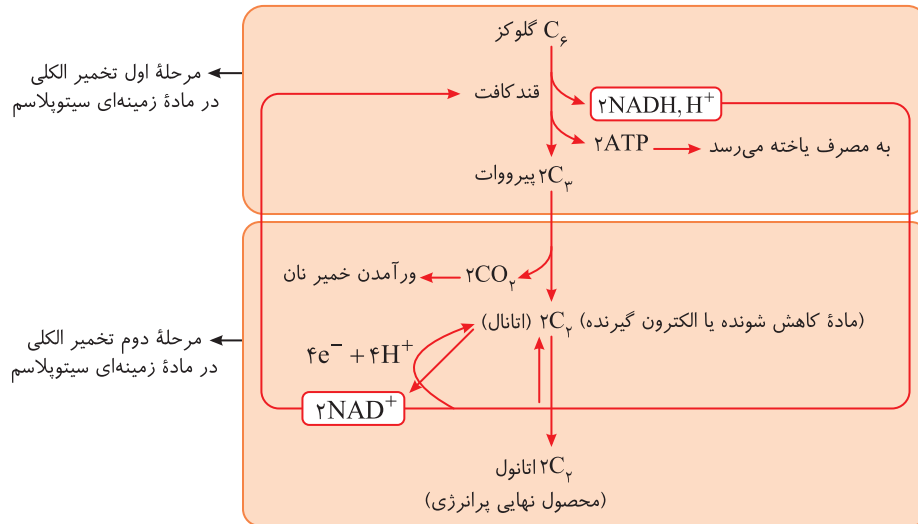 گلوکز C۶
مرحلهٔ اول تخمیر الکلی
در مادهٔ زمینه‌ای سیتوپلاسم
قندکافت
۲NADH, H+
۲ATP
به مصرف یاخته می‌رسد
۲C۳ پیرووات
۲CO۲
ورآمدن خمیر نان
۲C۲ (اتانال) (مادهٔ کاهش شونده یا الکترون گیرنده)
مرحلهٔ دوم تخمیر الکلی
در مادهٔ زمینه‌ای سیتوپلاسم
۴e− + ۴H+
۲NAD+
۲C۲ اتانول
(محصول نهایی پرانرژی)